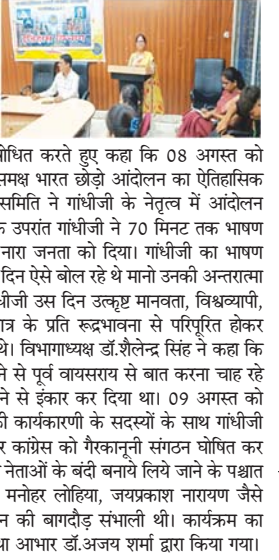 इतिहास विभाग
बोधित करते हुए कहा कि 08 अगस्त को
समक्ष भारत छोड़ो आंदोलन का ऐतिहासिक
समिति ने गांधीजी के नेतृत्व में आंदोलन
उपरांत गांधीजी ने 70 मिनट तक भाषण
नारा जनता को दिया। गांधीजी का भाषण
दिन ऐसे बोल रहे थे मानो उनकी अन्तरात्मा
धीजी उस दिन उत्कृष्ट मानवता, विश्वव्यापी,
त्र के प्रति रूद्रभावना से परिपूरित होकर
थे। विभागाध्यक्ष डॉ.शैलेन्द्र सिंह ने कहा कि
ने से पूर्व वायसराय से बात करना चाह रहे
ने से इंकार कर दिया था। 09 अगस्त को
की कार्यकारणी के सदस्यों के साथ गांधीजी
र कांग्रेस को गैरकानूनी संगठन घोषित कर
नेताओं के बंदी बनाये लिये जाने के पश्चात
मनोहर लोहिया, जयप्रकाश नारायण जैसे
न की बागदौड़ संभाली थी। कार्यक्रम का
था आभार डॉ.अजय शर्मा द्वारा किया गया।